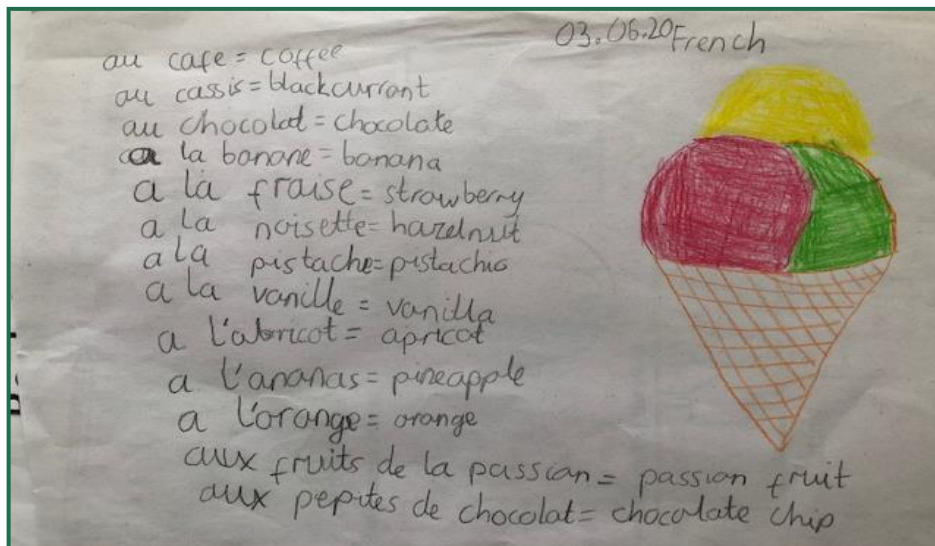 03.06.20 French
au cafe = coffee
au cassis = blackcurrant
au chocolat = chocolate
a la banane = banana
a la fraise = strawberry
a la noisette = hazelnut
a la pistache = pistachio
a la vanille = vanilla
a l'abricot = apricot
a l'ananas = pineapple
a l'orange = orange
aux fruits de la passion = passion fruit
aux pepites de chocolat = chocolate chip